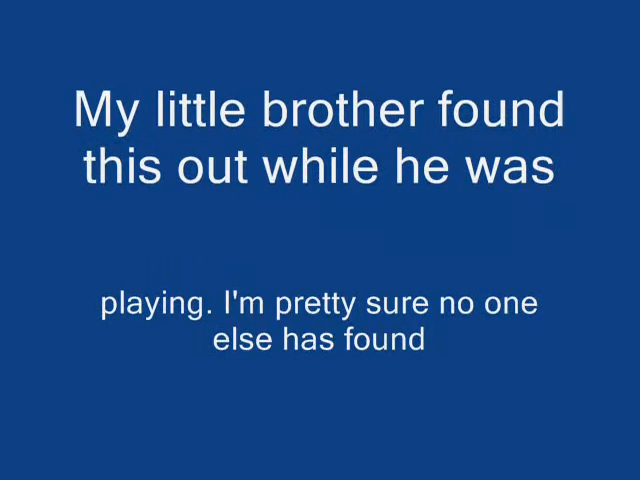 My little brother found
this out while he was
playing. I'm pretty sure no one
else has found